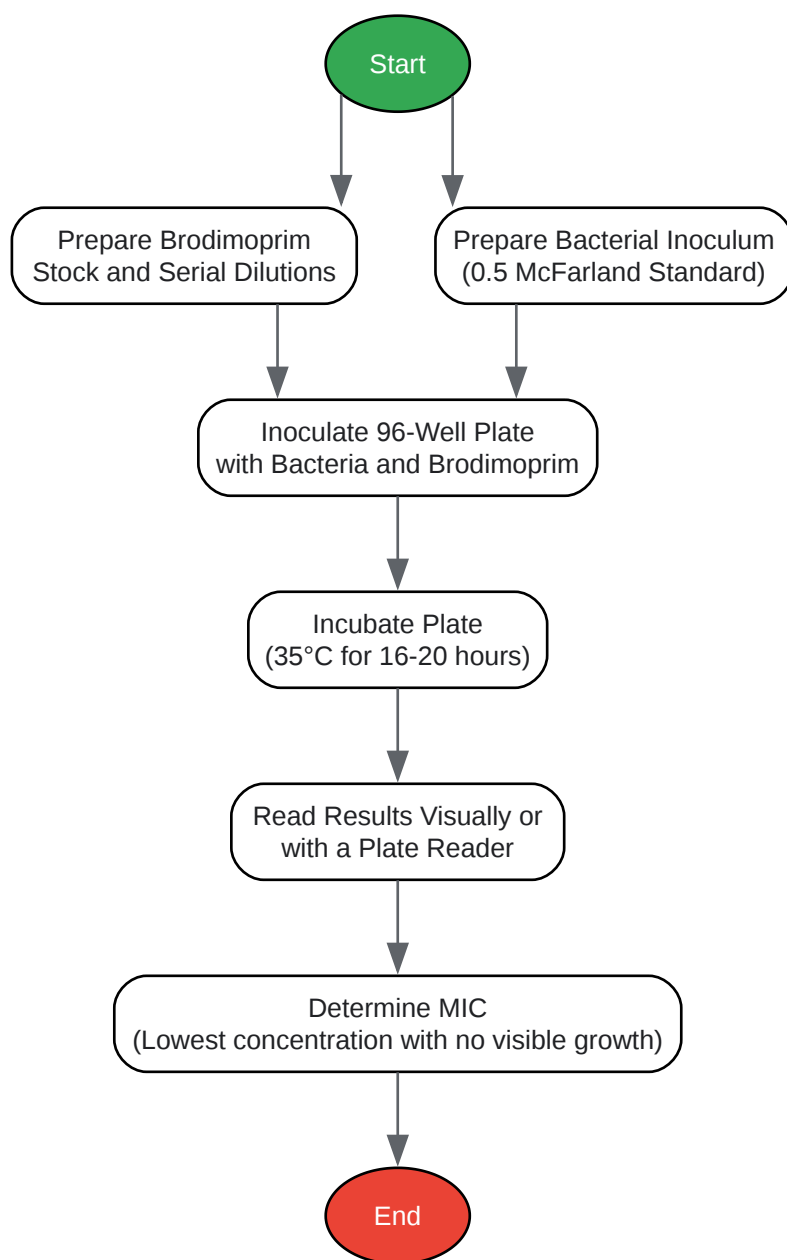 Start
Prepare Brodimoprim
Stock and Serial Dilutions
Prepare Bacterial Inoculum
(0.5 McFarland Standard)
Inoculate 96-Well Plate
with Bacteria and Brodimoprim
Incubate Plate
(35°C for 16-20 hours)
Read Results Visually or
with a Plate Reader
Determine MIC
(Lowest concentration with no visible growth)
End